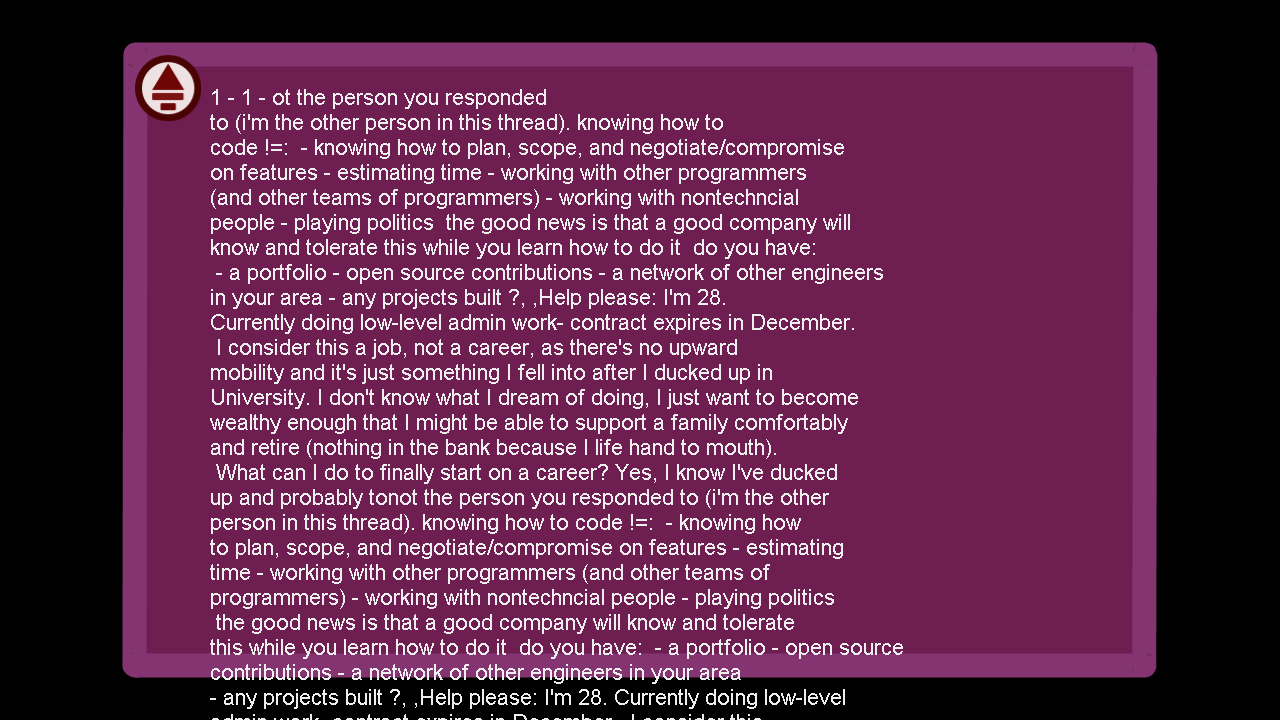 1 - 1 - ot the person you responded
to (i'm the other person in this thread). knowing how to
code !=:  - knowing how to plan, scope, and negotiate/compromise
on features - estimating time - working with other programmers
(and other teams of programmers) - working with nontechncial
people - playing politics  the good news is that a good company will
know and tolerate this while you learn how to do it  do you have:
 - a portfolio - open source contributions - a network of other engineers
in your area - any projects built ?, ,Help please: I'm 28.
Currently doing low-level admin work- contract expires in December.
 I consider this a job, not a career, as there's no upward
mobility and it's just something I fell into after I ducked up in
University. I don't know what I dream of doing, I just want to become
wealthy enough that I might be able to support a family comfortably
and retire (nothing in the bank because I life hand to mouth).
 What can I do to finally start on a career? Yes, I know I've ducked
up and probably tonot the person you responded to (i'm the other
person in this thread). knowing how to code !=:  - knowing how
to plan, scope, and negotiate/compromise on features - estimating
time - working with other programmers (and other teams of
programmers) - working with nontechncial people - playing politics
 the good news is that a good company will know and tolerate
this while you learn how to do it  do you have:  - a portfolio - open source
contributions - a network of other engineers in your area
- any projects built ?, ,Help please: I'm 28. Currently doing low-level
admin work- contract expires in December.  I consider this